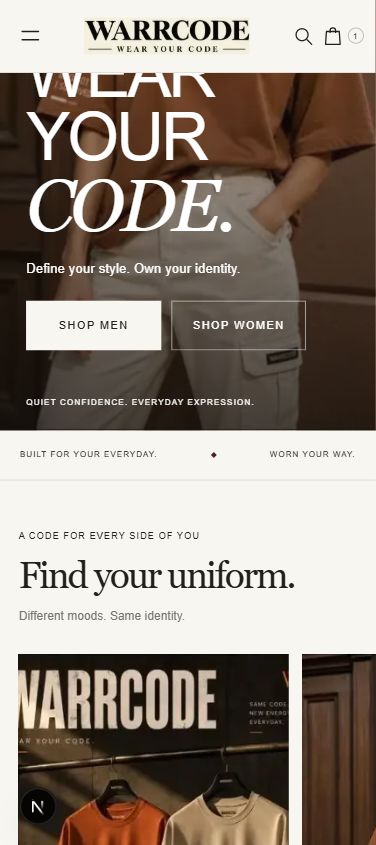 WARRCODE
WEAR YOUR CODE
1
WEAR
YOUR
CODE.
Define your style. Own your identity.
SHOP MEN
SHOP WOMEN
QUIET CONFIDENCE. EVERYDAY EXPRESSION.
BUILT FOR YOUR EVERYDAY.
WORN YOUR WAY.
A CODE FOR EVERY SIDE OF YOU
Find your uniform.
Different moods. Same identity.
WARRCODE
SAME CODE
NEW ENERGY
EVERYDAY.
EAR YOUR CODE.
N